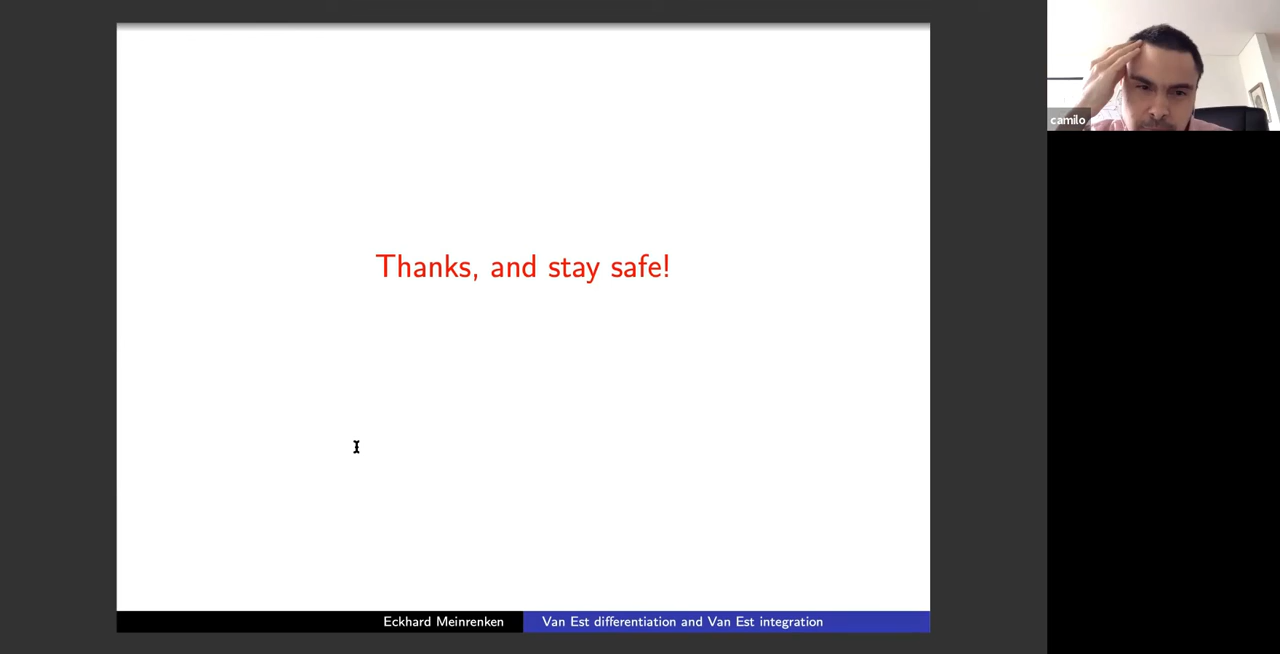 camilo
Thanks, and stay safe!
Eckhard Meinrenken
Van Est differentiation and Van Est integration